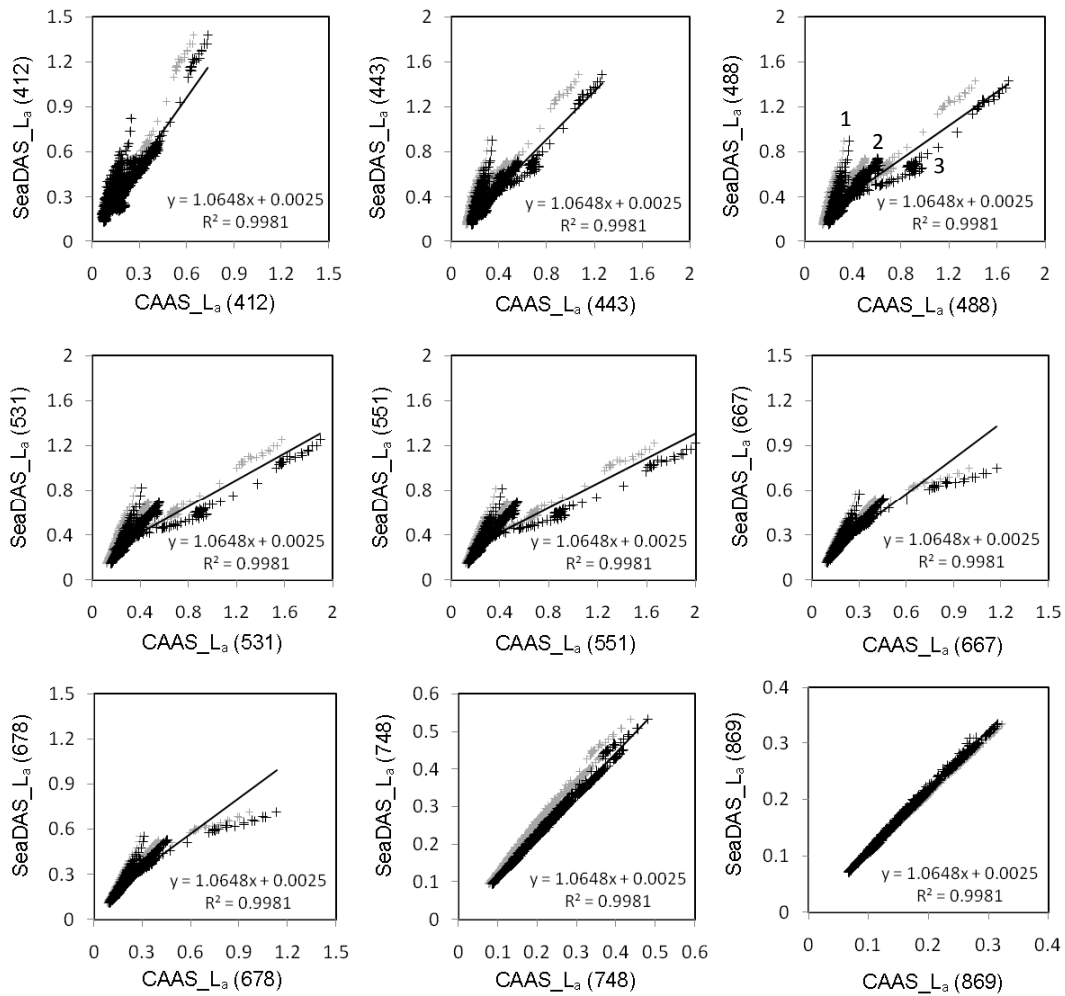 SeaDAS_Lₐ (412)
1.5
1.2
0.9
0.6
0.3
0
y = 1.0648x + 0.0025
R² = 0.9981
0 0.3 0.6 0.9 1.2 1.5
CAAS_Lₐ (412)
SeaDAS_Lₐ (443)
2
1.6
1.2
0.8
0.4
0
y = 1.0648x + 0.0025
R² = 0.9981
0 0.4 0.8 1.2 1.6 2
CAAS_Lₐ (443)
SeaDAS_Lₐ (488)
2
1.6
1.2
0.8
0.4
0
1
2
3
y = 1.0648x + 0.0025
R² = 0.9981
0 0.4 0.8 1.2 1.6 2
CAAS_Lₐ (488)
SeaDAS_Lₐ (531)
2
1.6
1.2
0.8
0.4
0
y = 1.0648x + 0.0025
R² = 0.9981
0 0.4 0.8 1.2 1.6 2
CAAS_Lₐ (531)
SeaDAS_Lₐ (551)
2
1.6
1.2
0.8
0.4
0
y = 1.0648x + 0.0025
R² = 0.9981
0 0.4 0.8 1.2 1.6 2
CAAS_Lₐ (551)
SeaDAS_Lₐ (667)
1.5
1.2
0.9
0.6
0.3
0
y = 1.0648x + 0.0025
R² = 0.9981
0 0.3 0.6 0.9 1.2 1.5
CAAS_Lₐ (667)
SeaDAS_Lₐ (678)
1.5
1.2
0.9
0.6
0.3
0
y = 1.0648x + 0.0025
R² = 0.9981
0 0.3 0.6 0.9 1.2 1.5
CAAS_Lₐ (678)
SeaDAS_Lₐ (748)
0.6
0.5
0.4
0.3
0.2
0.1
0
y = 1.0648x + 0.0025
R² = 0.9981
0 0.1 0.2 0.3 0.4 0.5 0.6
CAAS_Lₐ (748)
SeaDAS_Lₐ (869)
0.4
0.3
0.2
0.1
0
y = 1.0648x + 0.0025
R² = 0.9981
0 0.1 0.2 0.3 0.4
CAAS_Lₐ (869)